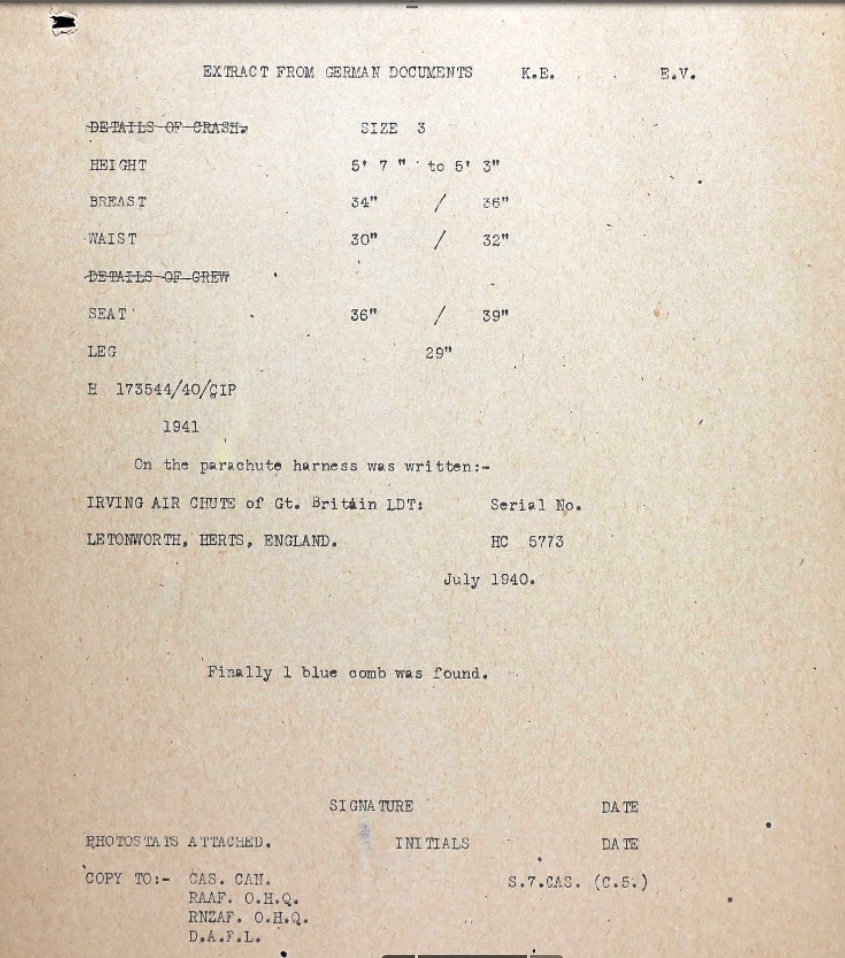 EXTRACT FROM GERMAN DOCUMENTS K.E. E.V.
DETAILS OF CRASH. SIZE 3
HEIGHT 5' 7 " to 5' 3"
BREAST 34" / 36"
WAIST 30" / 32"
DETAILS OF CREW
SEAT 36" / 39"
LEG 29"
H 173544/40/CIP
1941
On the parachute harness was written:-
IRVING AIR CHUTE of Gt. Britain LDT: Serial No.
LETONWORTH, HERTS, ENGLAND. HC 5773
July 1940.
Finally 1 blue comb was found.
SIGNATURE DATE
PHOTOSTATS ATTACHED. INITIALS DATE
COPY TO:- CAS. CAN. S.7.CAS. (C.5.)
RAAF. O.H.Q.
RNZAF. O.H.Q.
D.A.F.L.